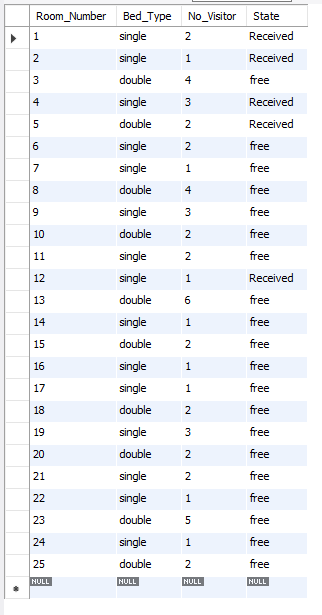 Room_Number Bed_Type No_Visitor State
1 single 2 Received
2 single 1 Received
3 double 4 free
4 single 3 Received
5 double 2 Received
6 single 2 free
7 single 1 free
8 double 4 free
9 single 3 free
10 double 2 free
11 single 2 free
12 single 1 Received
13 double 6 free
14 single 1 free
15 double 2 free
16 single 1 free
17 single 1 free
18 double 2 free
19 single 3 free
20 double 2 free
21 single 2 free
22 single 1 free
23 double 5 free
24 single 1 free
25 double 2 free
NULL NULL NULL NULL